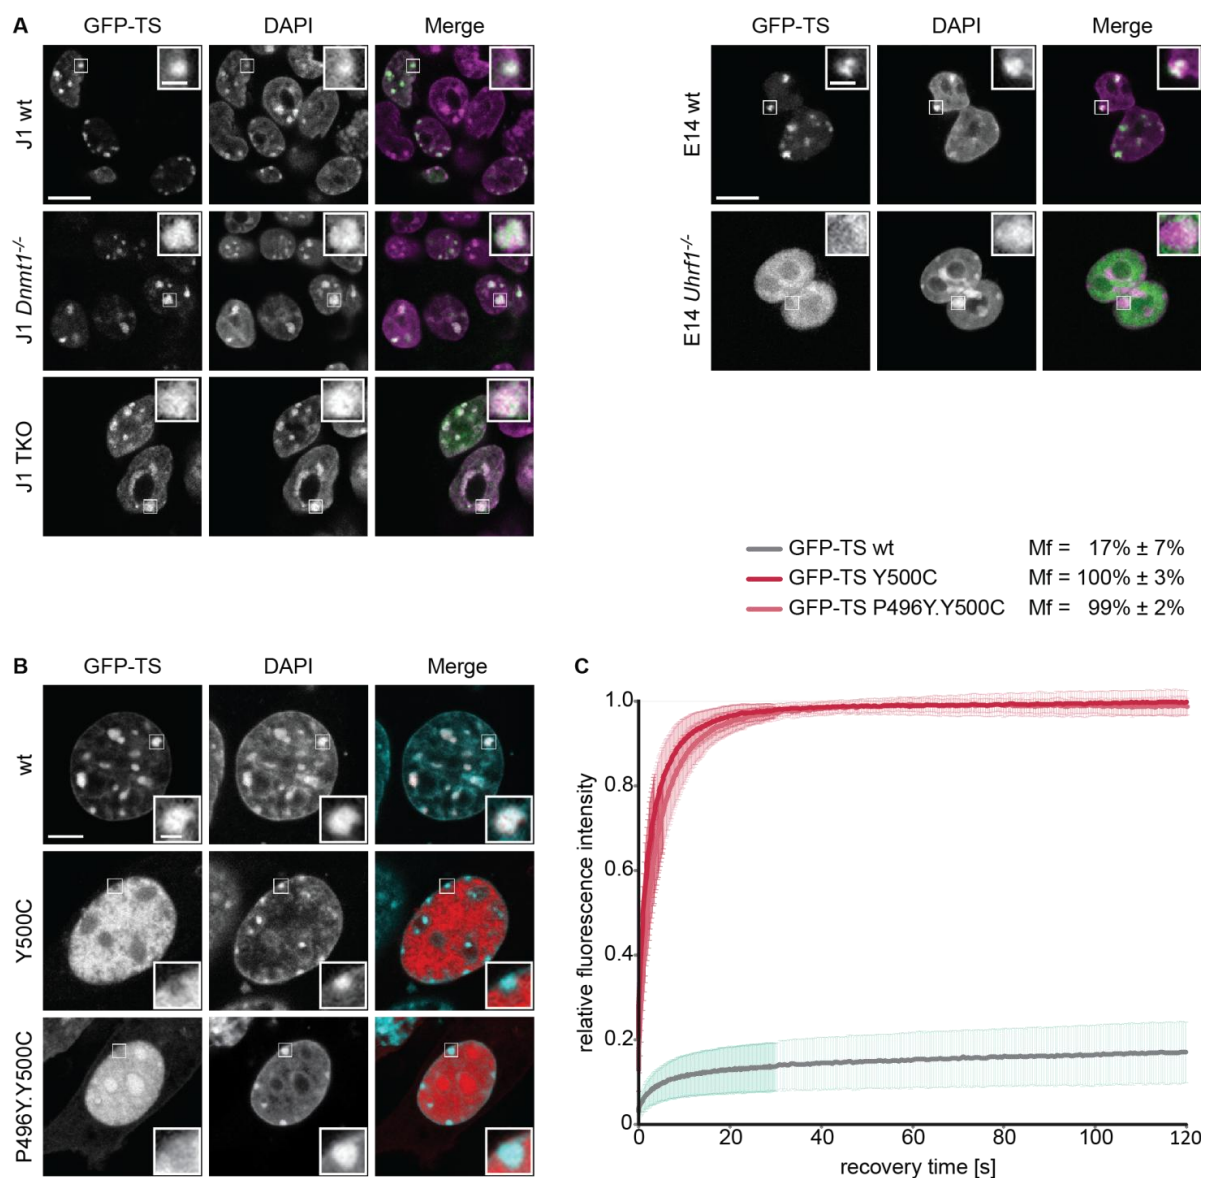 A
GFP-TS DAPI Merge
J1 wt
J1 Dnmt1-/-
J1 TKO
GFP-TS DAPI Merge
E14 wt
E14 Uhrf1-/-
GFP-TS wt Mf = 17% ± 7%
GFP-TS Y500C Mf = 100% ± 3%
GFP-TS P496Y.Y500C Mf = 99% ± 2%
B
GFP-TS DAPI Merge
wt
Y500C
P496Y.Y500C
C
relative fluorescence intensity
1.0
0.8
0.6
0.4
0.2
0
0 20 40 60 80 100 120
recovery time [s]